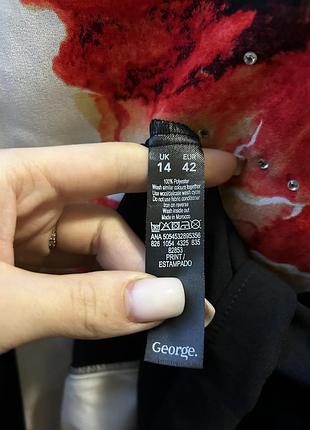 UK EUR
14 42
100% Polyester
Wash similar colours together
Use wool/delicate wash cycle
Do not use fabric conditioner
Iron on reverse
Wash inside out
Made in Morocco
ANA 5054532895356
826 1054 4325 835
82853
PRINT /
ESTAMPADO
George.